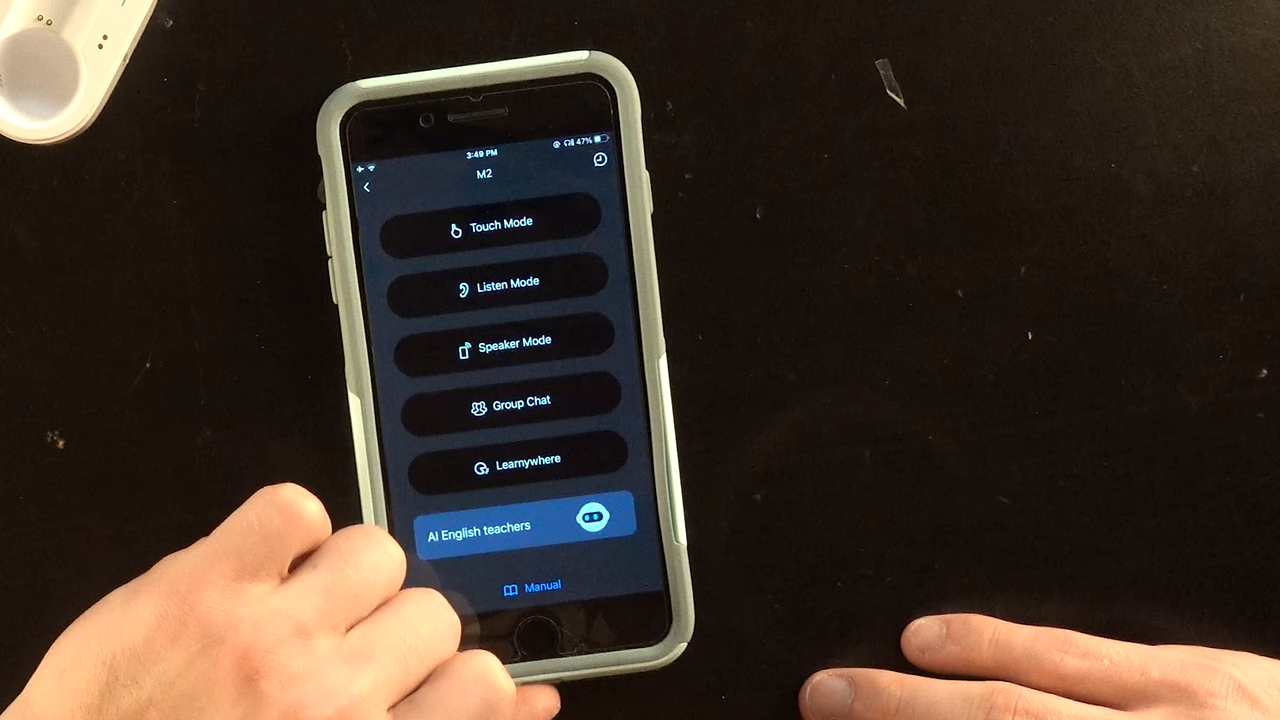 3:49 PM
47%
M2
Touch Mode
Listen Mode
Speaker Mode
Group Chat
Learnywhere
AI English teachers
Manual